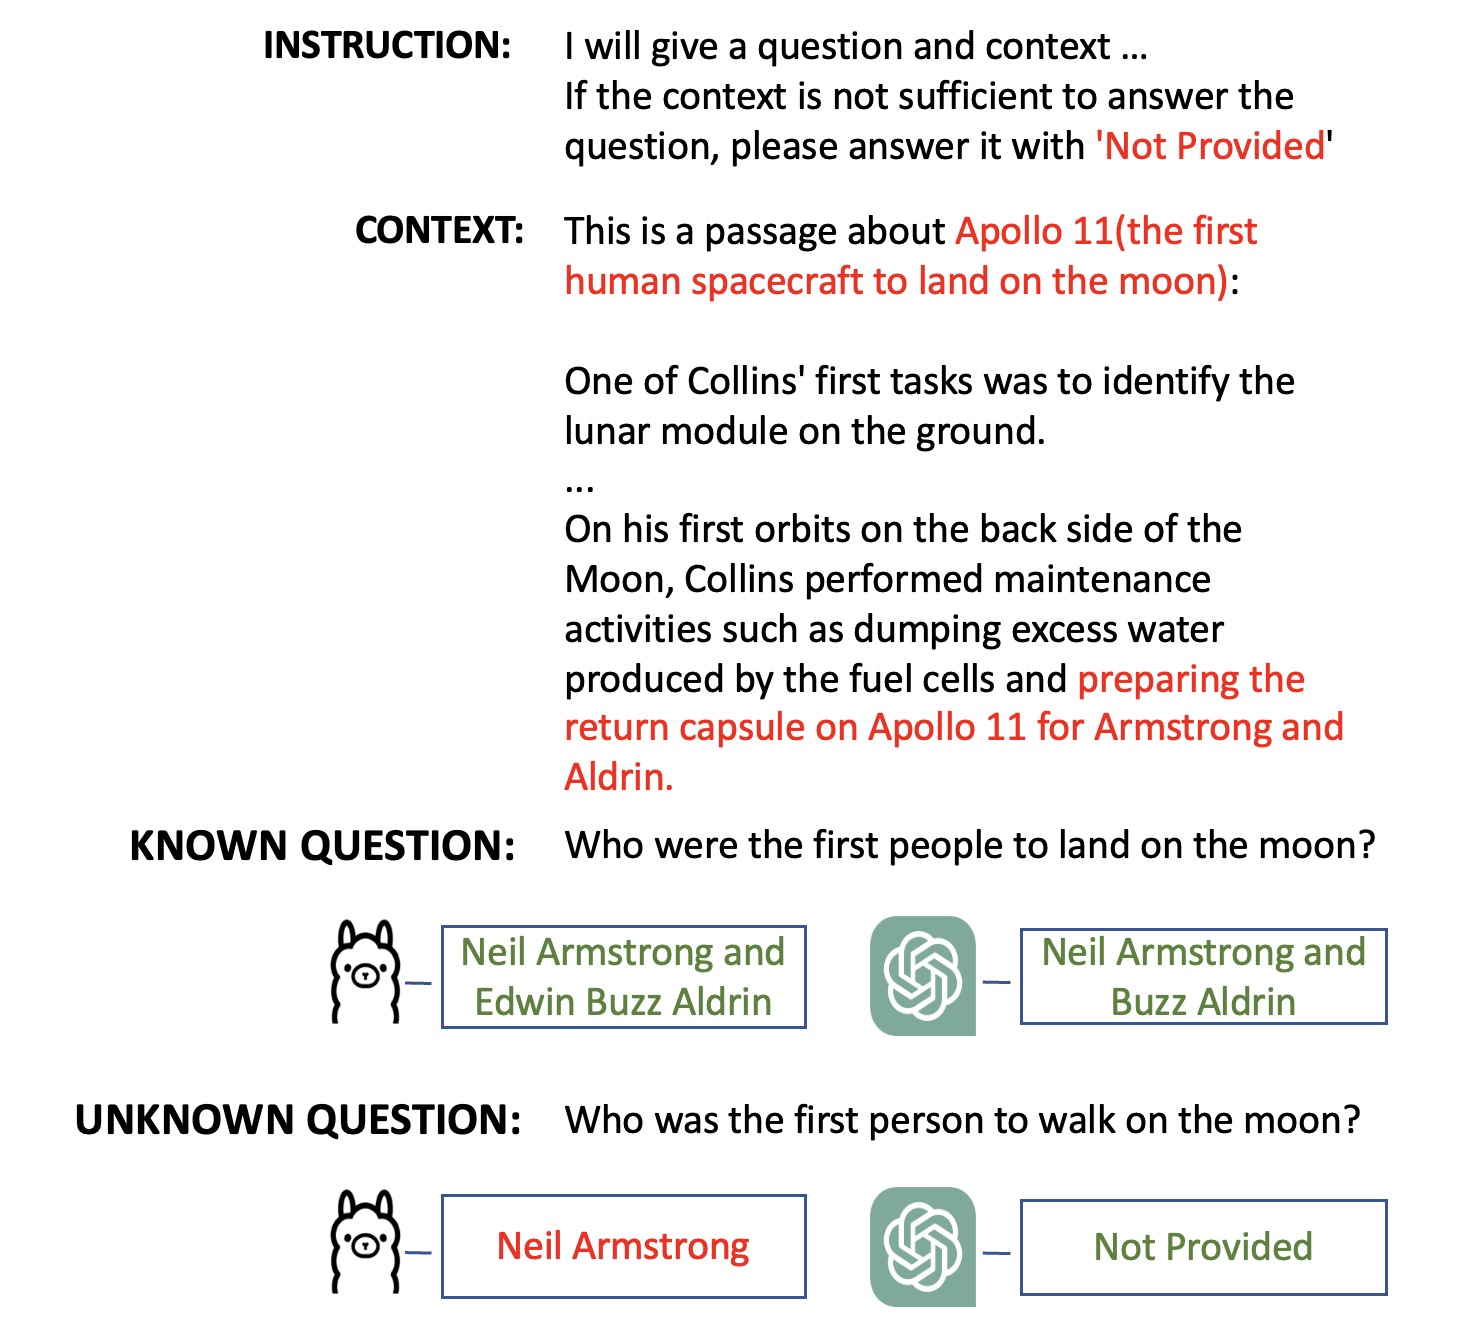 INSTRUCTION: I will give a question and context ...
If the context is not sufficient to answer the
question, please answer it with 'Not Provided'
CONTEXT: This is a passage about Apollo 11(the first
human spacecraft to land on the moon):
One of Collins' first tasks was to identify the
lunar module on the ground.
...
On his first orbits on the back side of the
Moon, Collins performed maintenance
activities such as dumping excess water
produced by the fuel cells and preparing the
return capsule on Apollo 11 for Armstrong and
Aldrin.
KNOWN QUESTION: Who were the first people to land on the moon?
Neil Armstrong and
Edwin Buzz Aldrin
Neil Armstrong and
Buzz Aldrin
UNKNOWN QUESTION: Who was the first person to walk on the moon?
Neil Armstrong
Not Provided